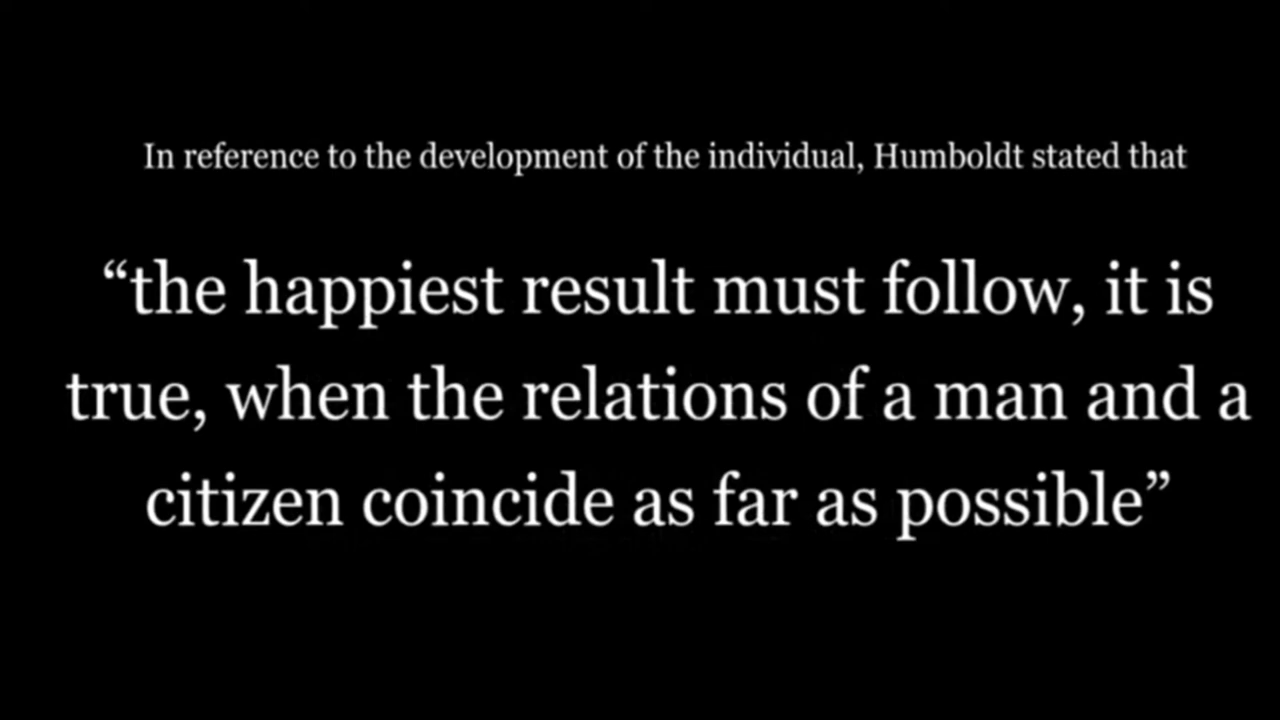 In reference to the development of the individual, Humboldt stated that
“the happiest result must follow, it is
true, when the relations of a man and a
citizen coincide as far as possible”